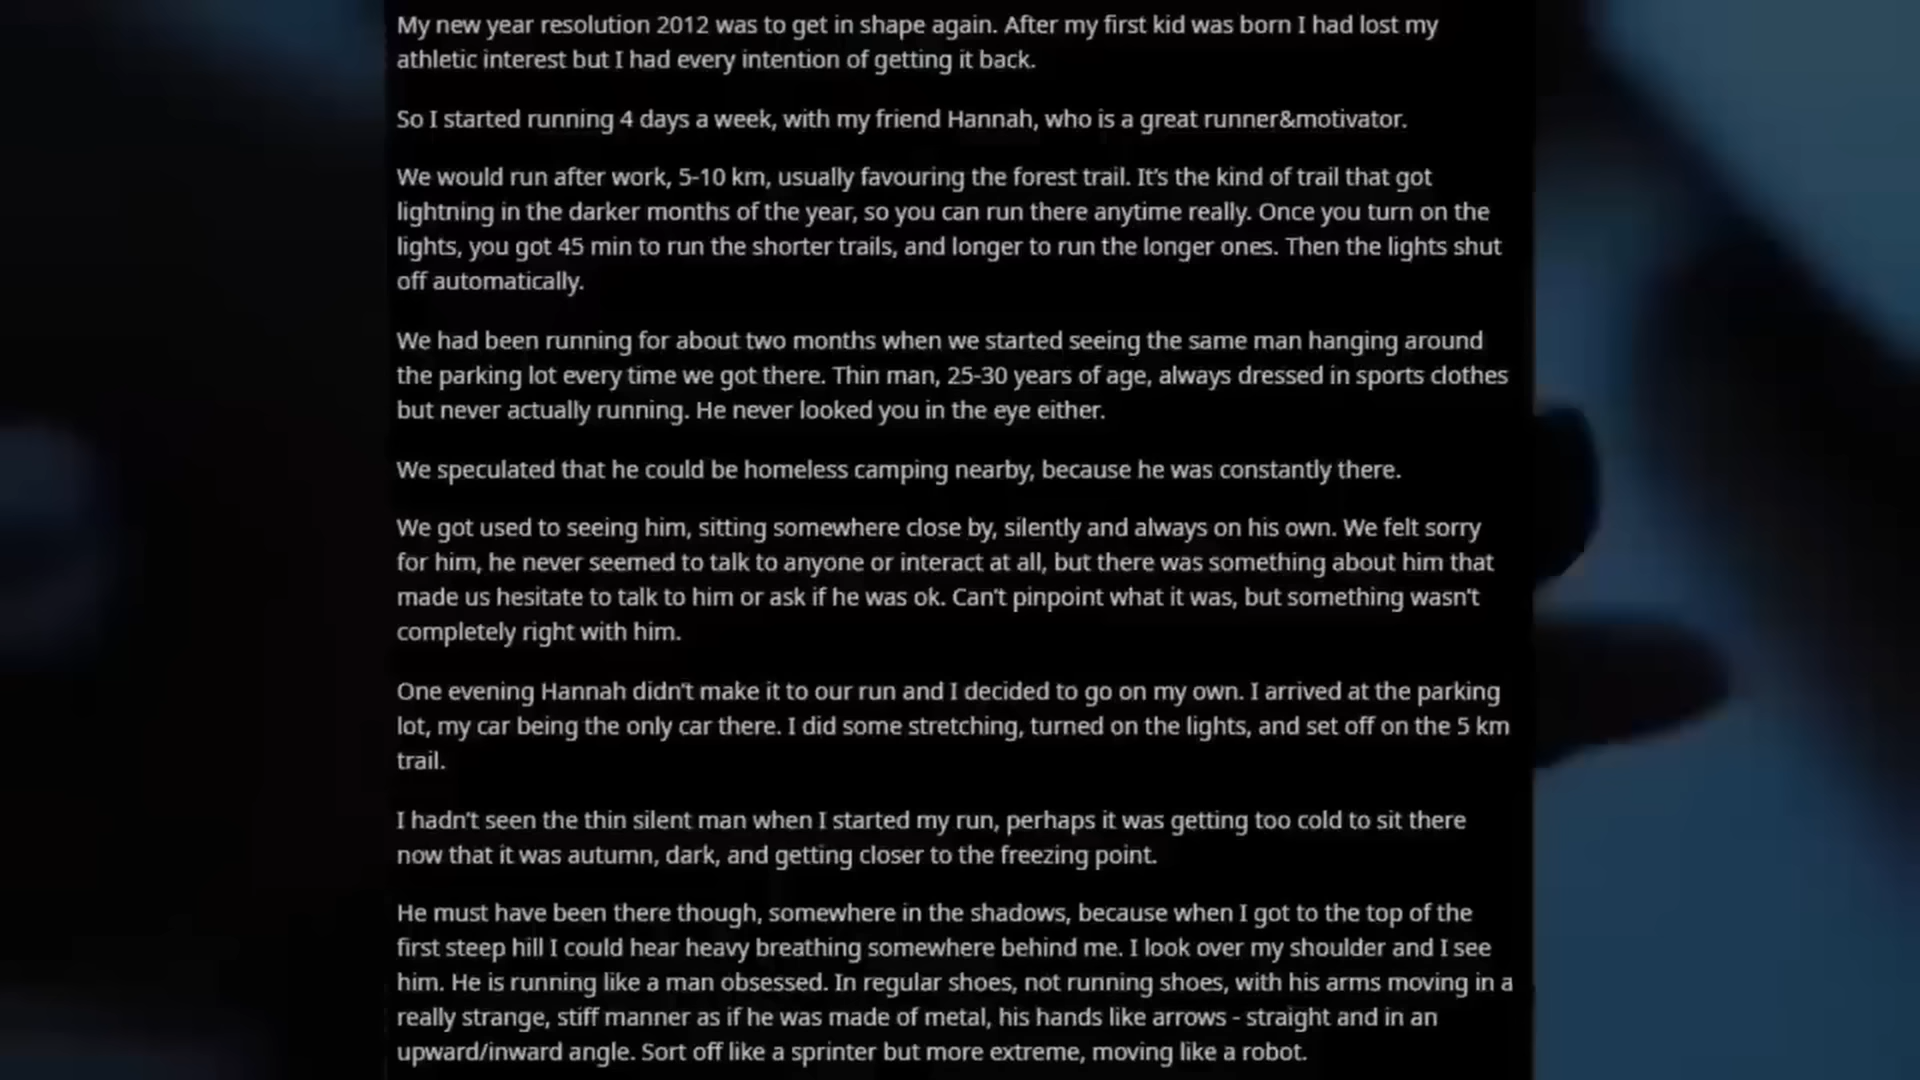 My new year resolution 2012 was to get in shape again. After my first kid was born I had lost my
athletic interest but I had every intention of getting it back.
So I started running 4 days a week, with my friend Hannah, who is a great runner&motivator.
We would run after work, 5-10 km, usually favouring the forest trail. It's the kind of trail that got
lightning in the darker months of the year, so you can run there anytime really. Once you turn on the
lights, you got 45 min to run the shorter trails, and longer to run the longer ones. Then the lights shut
off automatically.
We had been running for about two months when we started seeing the same man hanging around
the parking lot every time we got there. Thin man, 25-30 years of age, always dressed in sports clothes
but never actually running. He never looked you in the eye either.
We speculated that he could be homeless camping nearby, because he was constantly there.
We got used to seeing him, sitting somewhere close by, silently and always on his own. We felt sorry
for him, he never seemed to talk to anyone or interact at all, but there was something about him that
made us hesitate to talk to him or ask if he was ok. Can't pinpoint what it was, but something wasn't
completely right with him.
One evening Hannah didn't make it to our run and I decided to go on my own. I arrived at the parking
lot, my car being the only car there. I did some stretching, turned on the lights, and set off on the 5 km
trail.
I hadn't seen the thin silent man when I started my run, perhaps it was getting too cold to sit there
now that it was autumn, dark, and getting closer to the freezing point.
He must have been there though, somewhere in the shadows, because when I got to the top of the
first steep hill I could hear heavy breathing somewhere behind me. I look over my shoulder and I see
him. He is running like a man obsessed. In regular shoes, not running shoes, with his arms moving in a
really strange, stiff manner as if he was made of metal, his hands like arrows - straight and in an
upward/inward angle. Sort off like a sprinter but more extreme, moving like a robot.